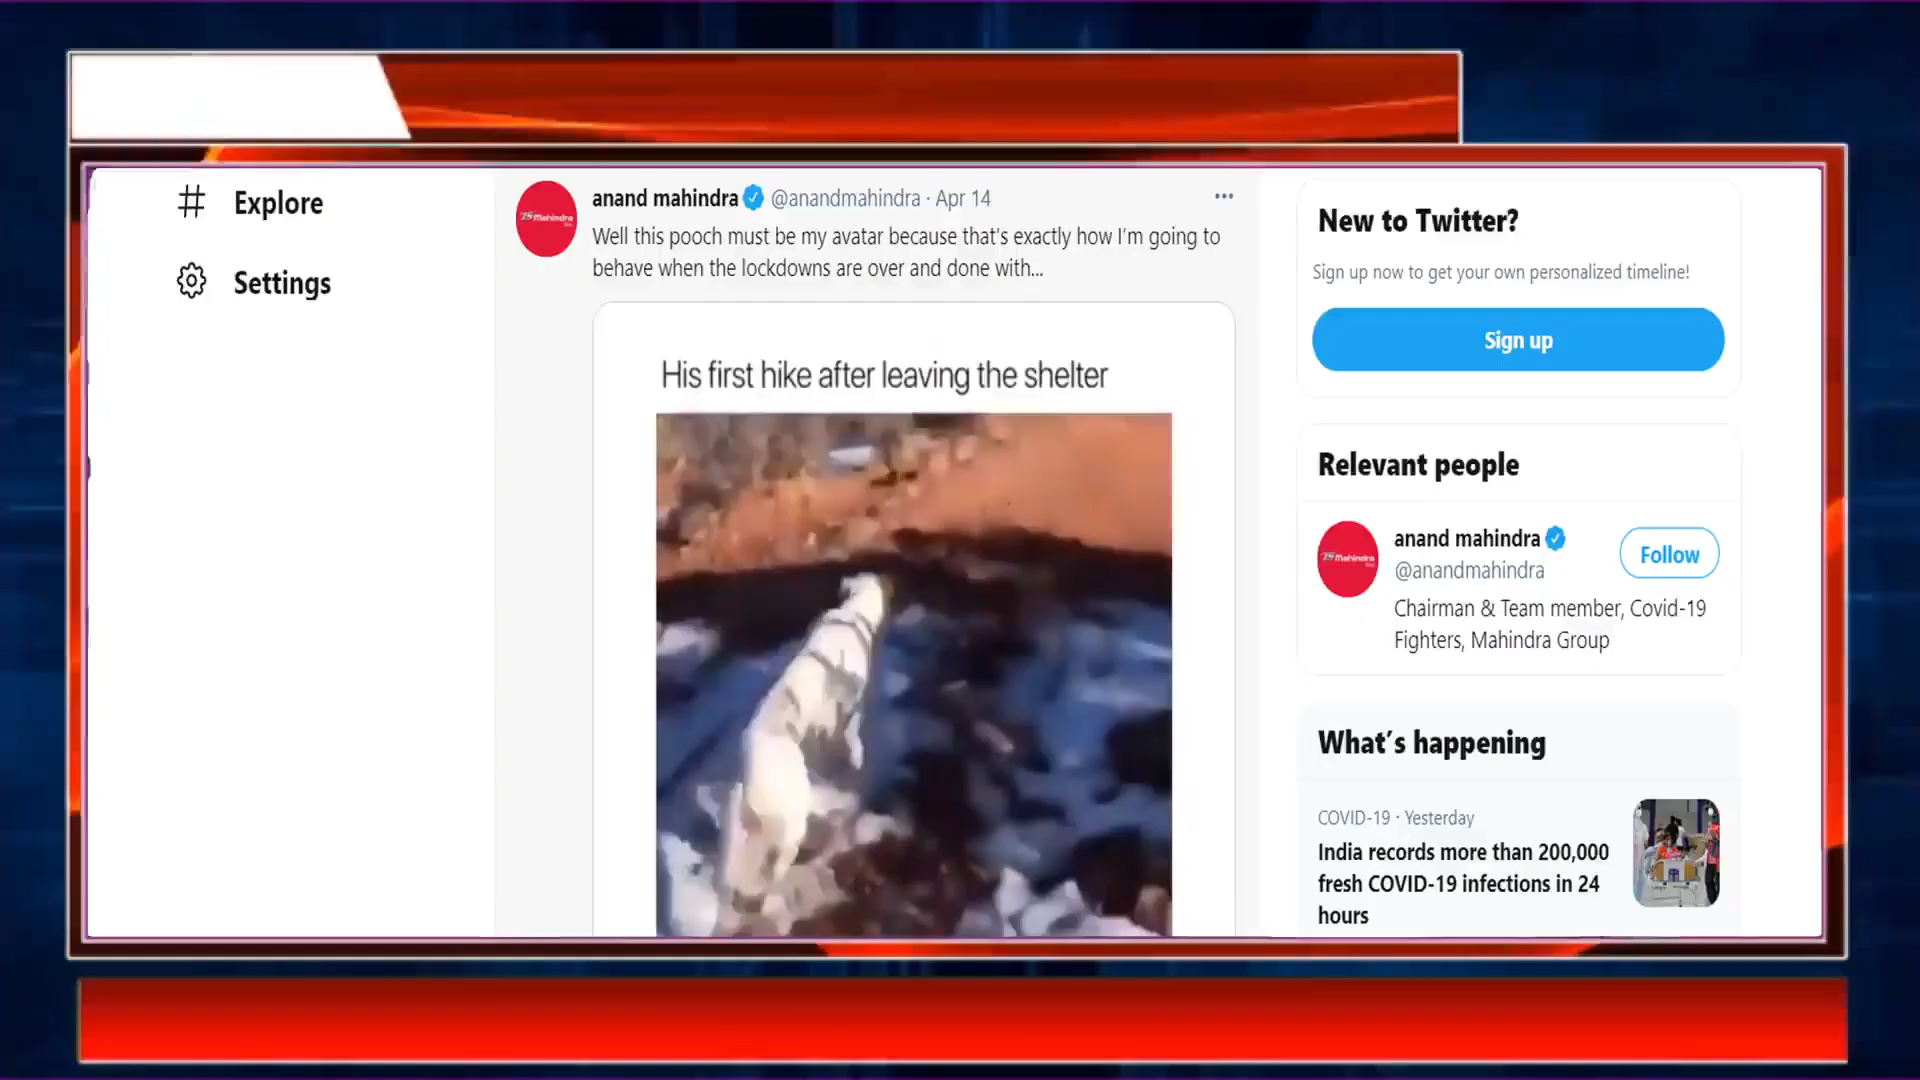 Explore
Settings
anand mahindra @anandmahindra · Apr 14
Well this pooch must be my avatar because that's exactly how I'm going to
behave when the lockdowns are over and done with...
His first hike after leaving the shelter
New to Twitter?
Sign up now to get your own personalized timeline!
Sign up
Relevant people
anand mahindra
@anandmahindra
Follow
Chairman & Team member, Covid-19
Fighters, Mahindra Group
What's happening
COVID-19 · Yesterday
India records more than 200,000
fresh COVID-19 infections in 24
hours
Mahindra
Mahindra